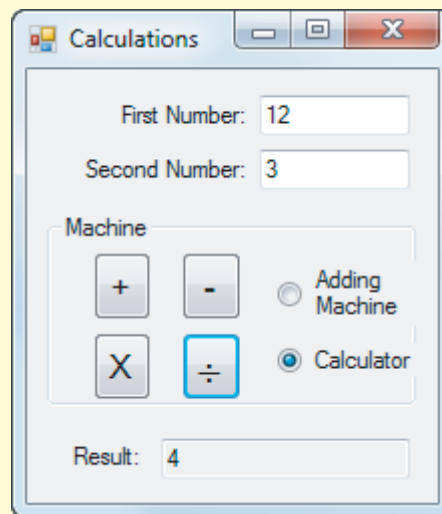 Calculations
First Number: 12
Second Number: 3
Machine
+ - Adding
Machine
X ÷ Calculator
Result: 4